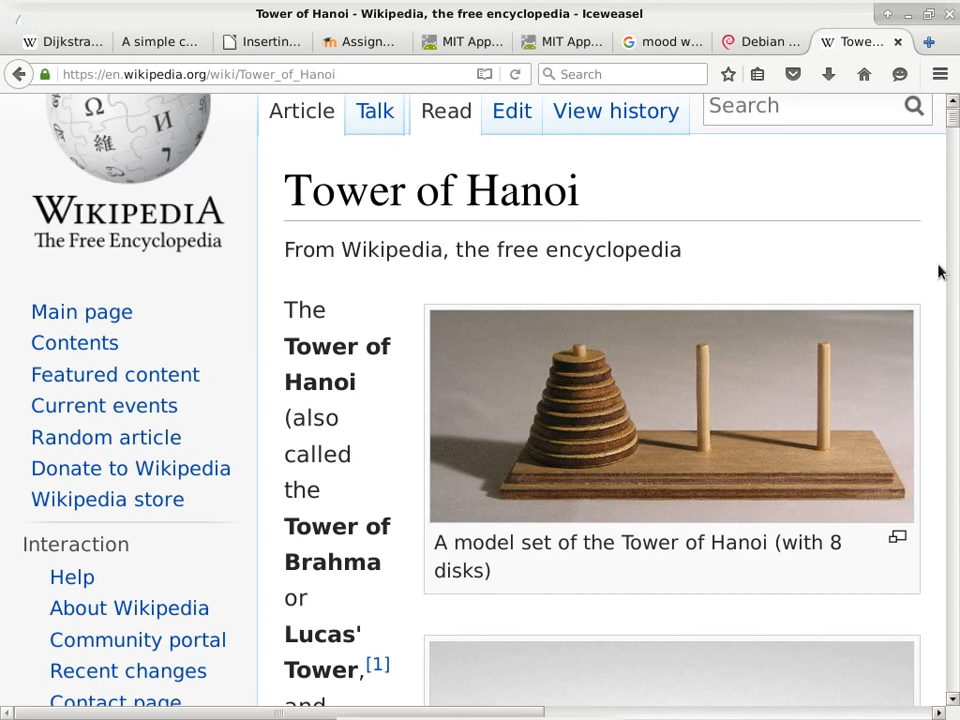 Tower of Hanoi - Wikipedia, the free encyclopedia - Iceweasel
Dijkstra... A simple c... Insertin... Assign... MIT App... MIT App... mood w... Debian ... Towe...
https://en.wikipedia.org/wiki/Tower_of_Hanoi Search
Article Talk Read Edit View history Search
WIKIPEDIA
The Free Encyclopedia
Main page
Contents
Featured content
Current events
Random article
Donate to Wikipedia
Wikipedia store
Interaction
Help
About Wikipedia
Community portal
Recent changes
Contact page
Tower of Hanoi
From Wikipedia, the free encyclopedia
The
Tower of
Hanoi
(also
called
the
Tower of
Brahma
or
Lucas'
Tower,[1]
and
A model set of the Tower of Hanoi (with 8
disks)